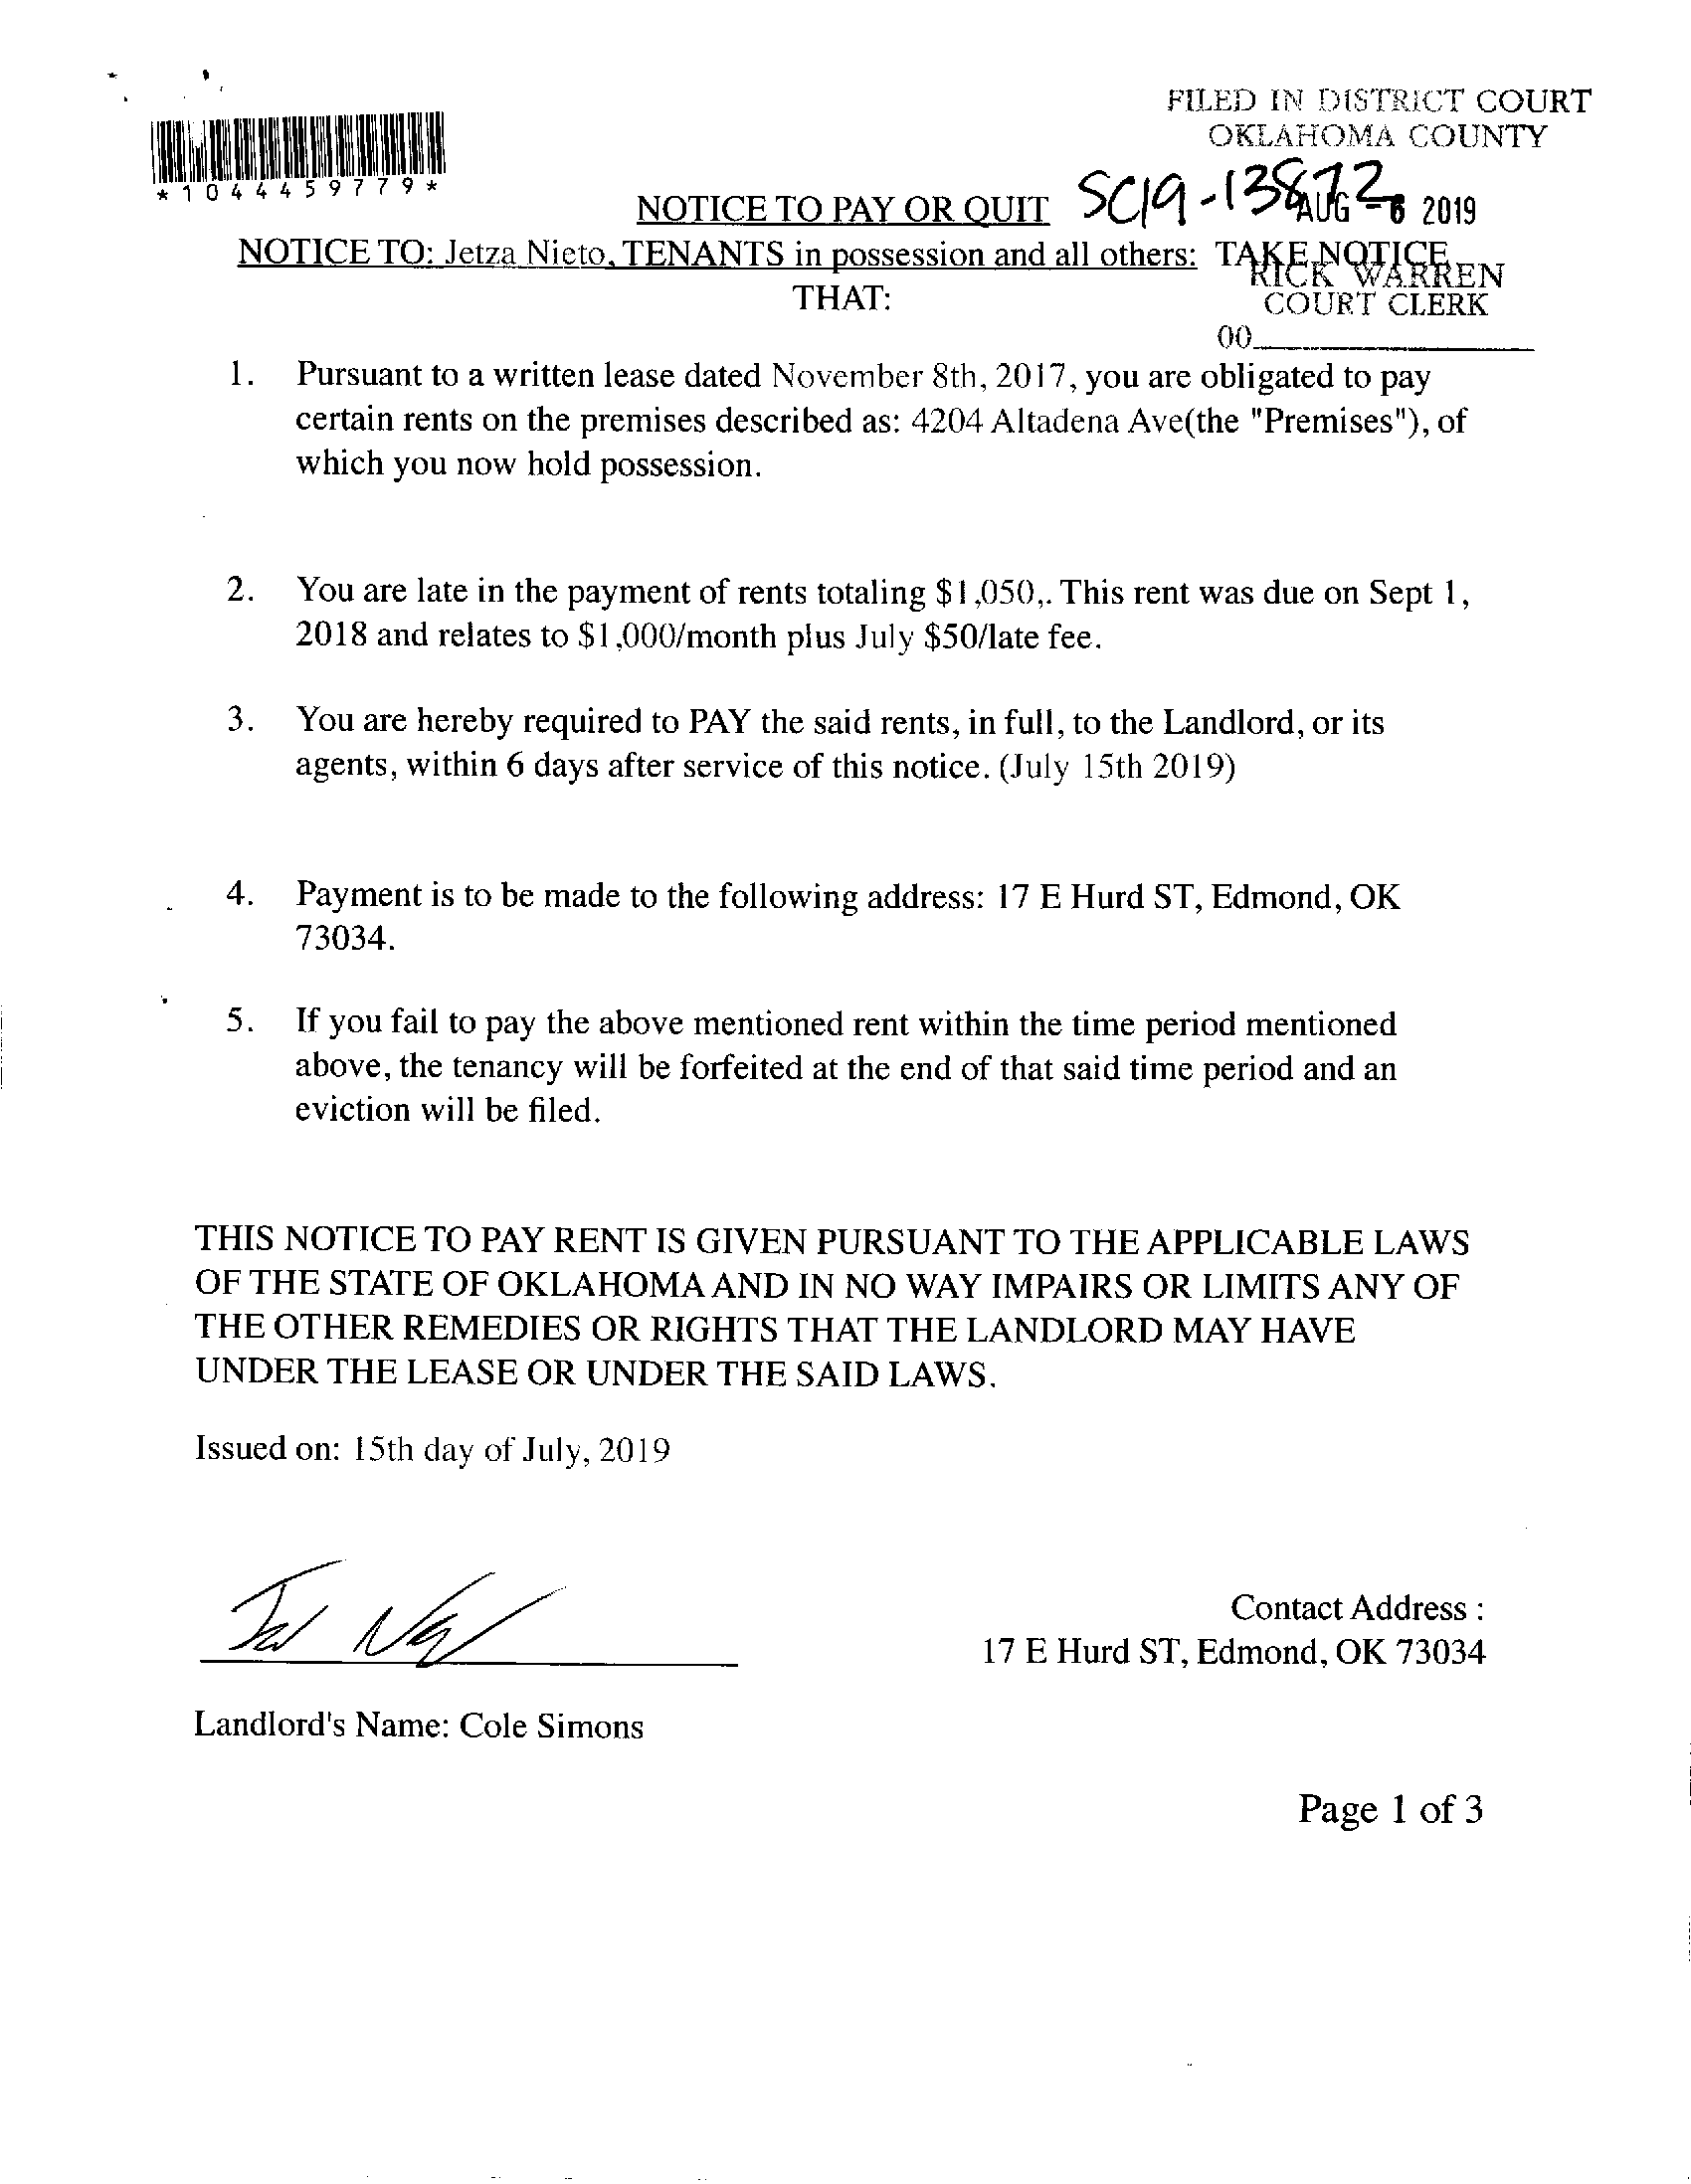 FILED IN DISTRICT COURT
OKLAHOMA COUNTY
*1044459779*
SC19-13872
AUG -6 2019
NOTICE TO PAY OR QUIT
NOTICE TO: Jetza Nieto, TENANTS in possession and all others: TAKE NOTICE
RICK WARREN
THAT:
COURT CLERK
00
1. Pursuant to a written lease dated November 8th, 2017, you are obligated to pay
certain rents on the premises described as: 4204 Altadena Ave(the "Premises"), of
which you now hold possession.
2. You are late in the payment of rents totaling $1,050,. This rent was due on Sept 1,
2018 and relates to $1,000/month plus July $50/late fee.
3. You are hereby required to PAY the said rents, in full, to the Landlord, or its
agents, within 6 days after service of this notice. (July 15th 2019)
4. Payment is to be made to the following address: 17 E Hurd ST, Edmond, OK
73034.
5. If you fail to pay the above mentioned rent within the time period mentioned
above, the tenancy will be forfeited at the end of that said time period and an
eviction will be filed.
THIS NOTICE TO PAY RENT IS GIVEN PURSUANT TO THE APPLICABLE LAWS
OF THE STATE OF OKLAHOMA AND IN NO WAY IMPAIRS OR LIMITS ANY OF
THE OTHER REMEDIES OR RIGHTS THAT THE LANDLORD MAY HAVE
UNDER THE LEASE OR UNDER THE SAID LAWS.
Issued on: 15th day of July, 2019
Contact Address :
17 E Hurd ST, Edmond, OK 73034
Landlord's Name: Cole Simons
Page 1 of 3